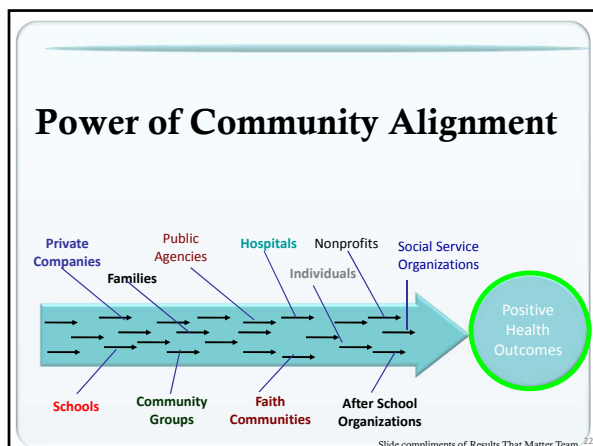 Power of Community Alignment
Private
Companies
Families
Public
Agencies
Hospitals
Individuals
Nonprofits
Social Service
Organizations
Positive
Health
Outcomes
Schools
Community
Groups
Faith
Communities
After School
Organizations
Slide compliments of Results That Matter Team
22